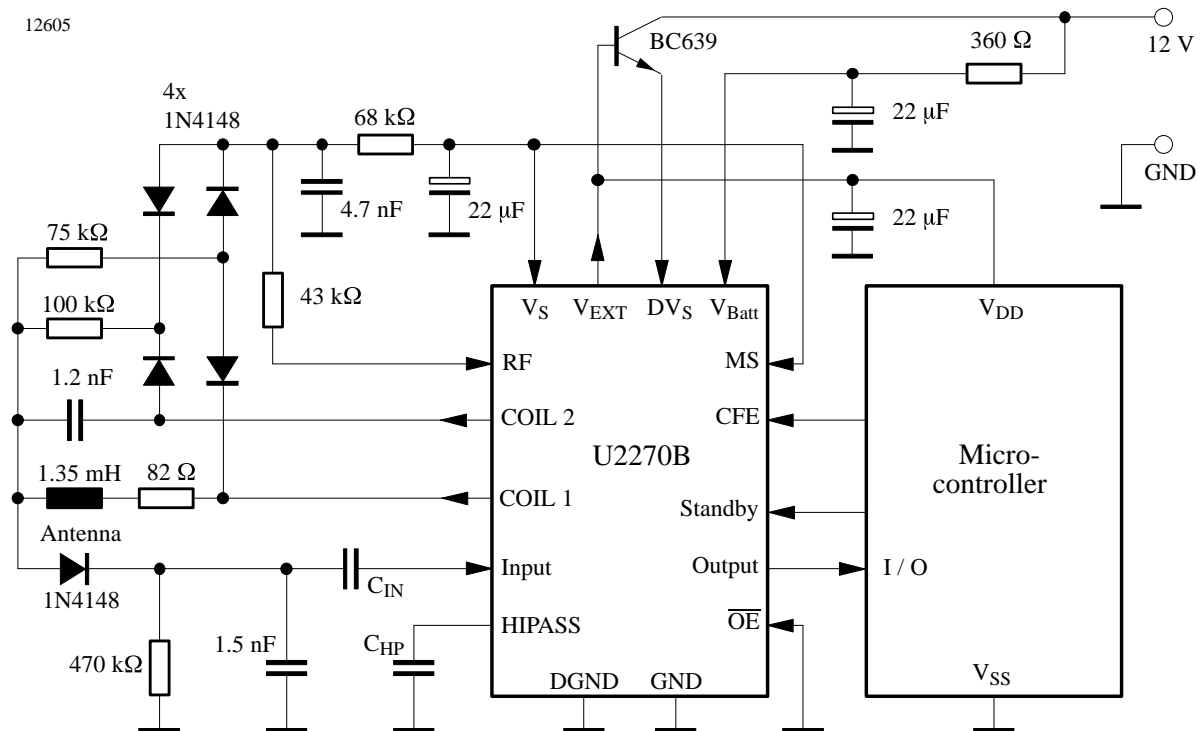 12605
BC639
12 V
360 Ω
4x
1N4148
68 kΩ
22 µF
GND
4.7 nF
22 µF
22 µF
75 kΩ
43 kΩ
100 kΩ
VS
VEXT
DVS
VBatt
VDD
RF
MS
1.2 nF
COIL 2
CFE
U2270B
Micro-
controller
1.35 mH
82 Ω
COIL 1
Standby
Antenna
Input
Output
I / O
1N4148
CIN
HIPASS
OE
470 kΩ
1.5 nF
CHP
DGND
GND
VSS